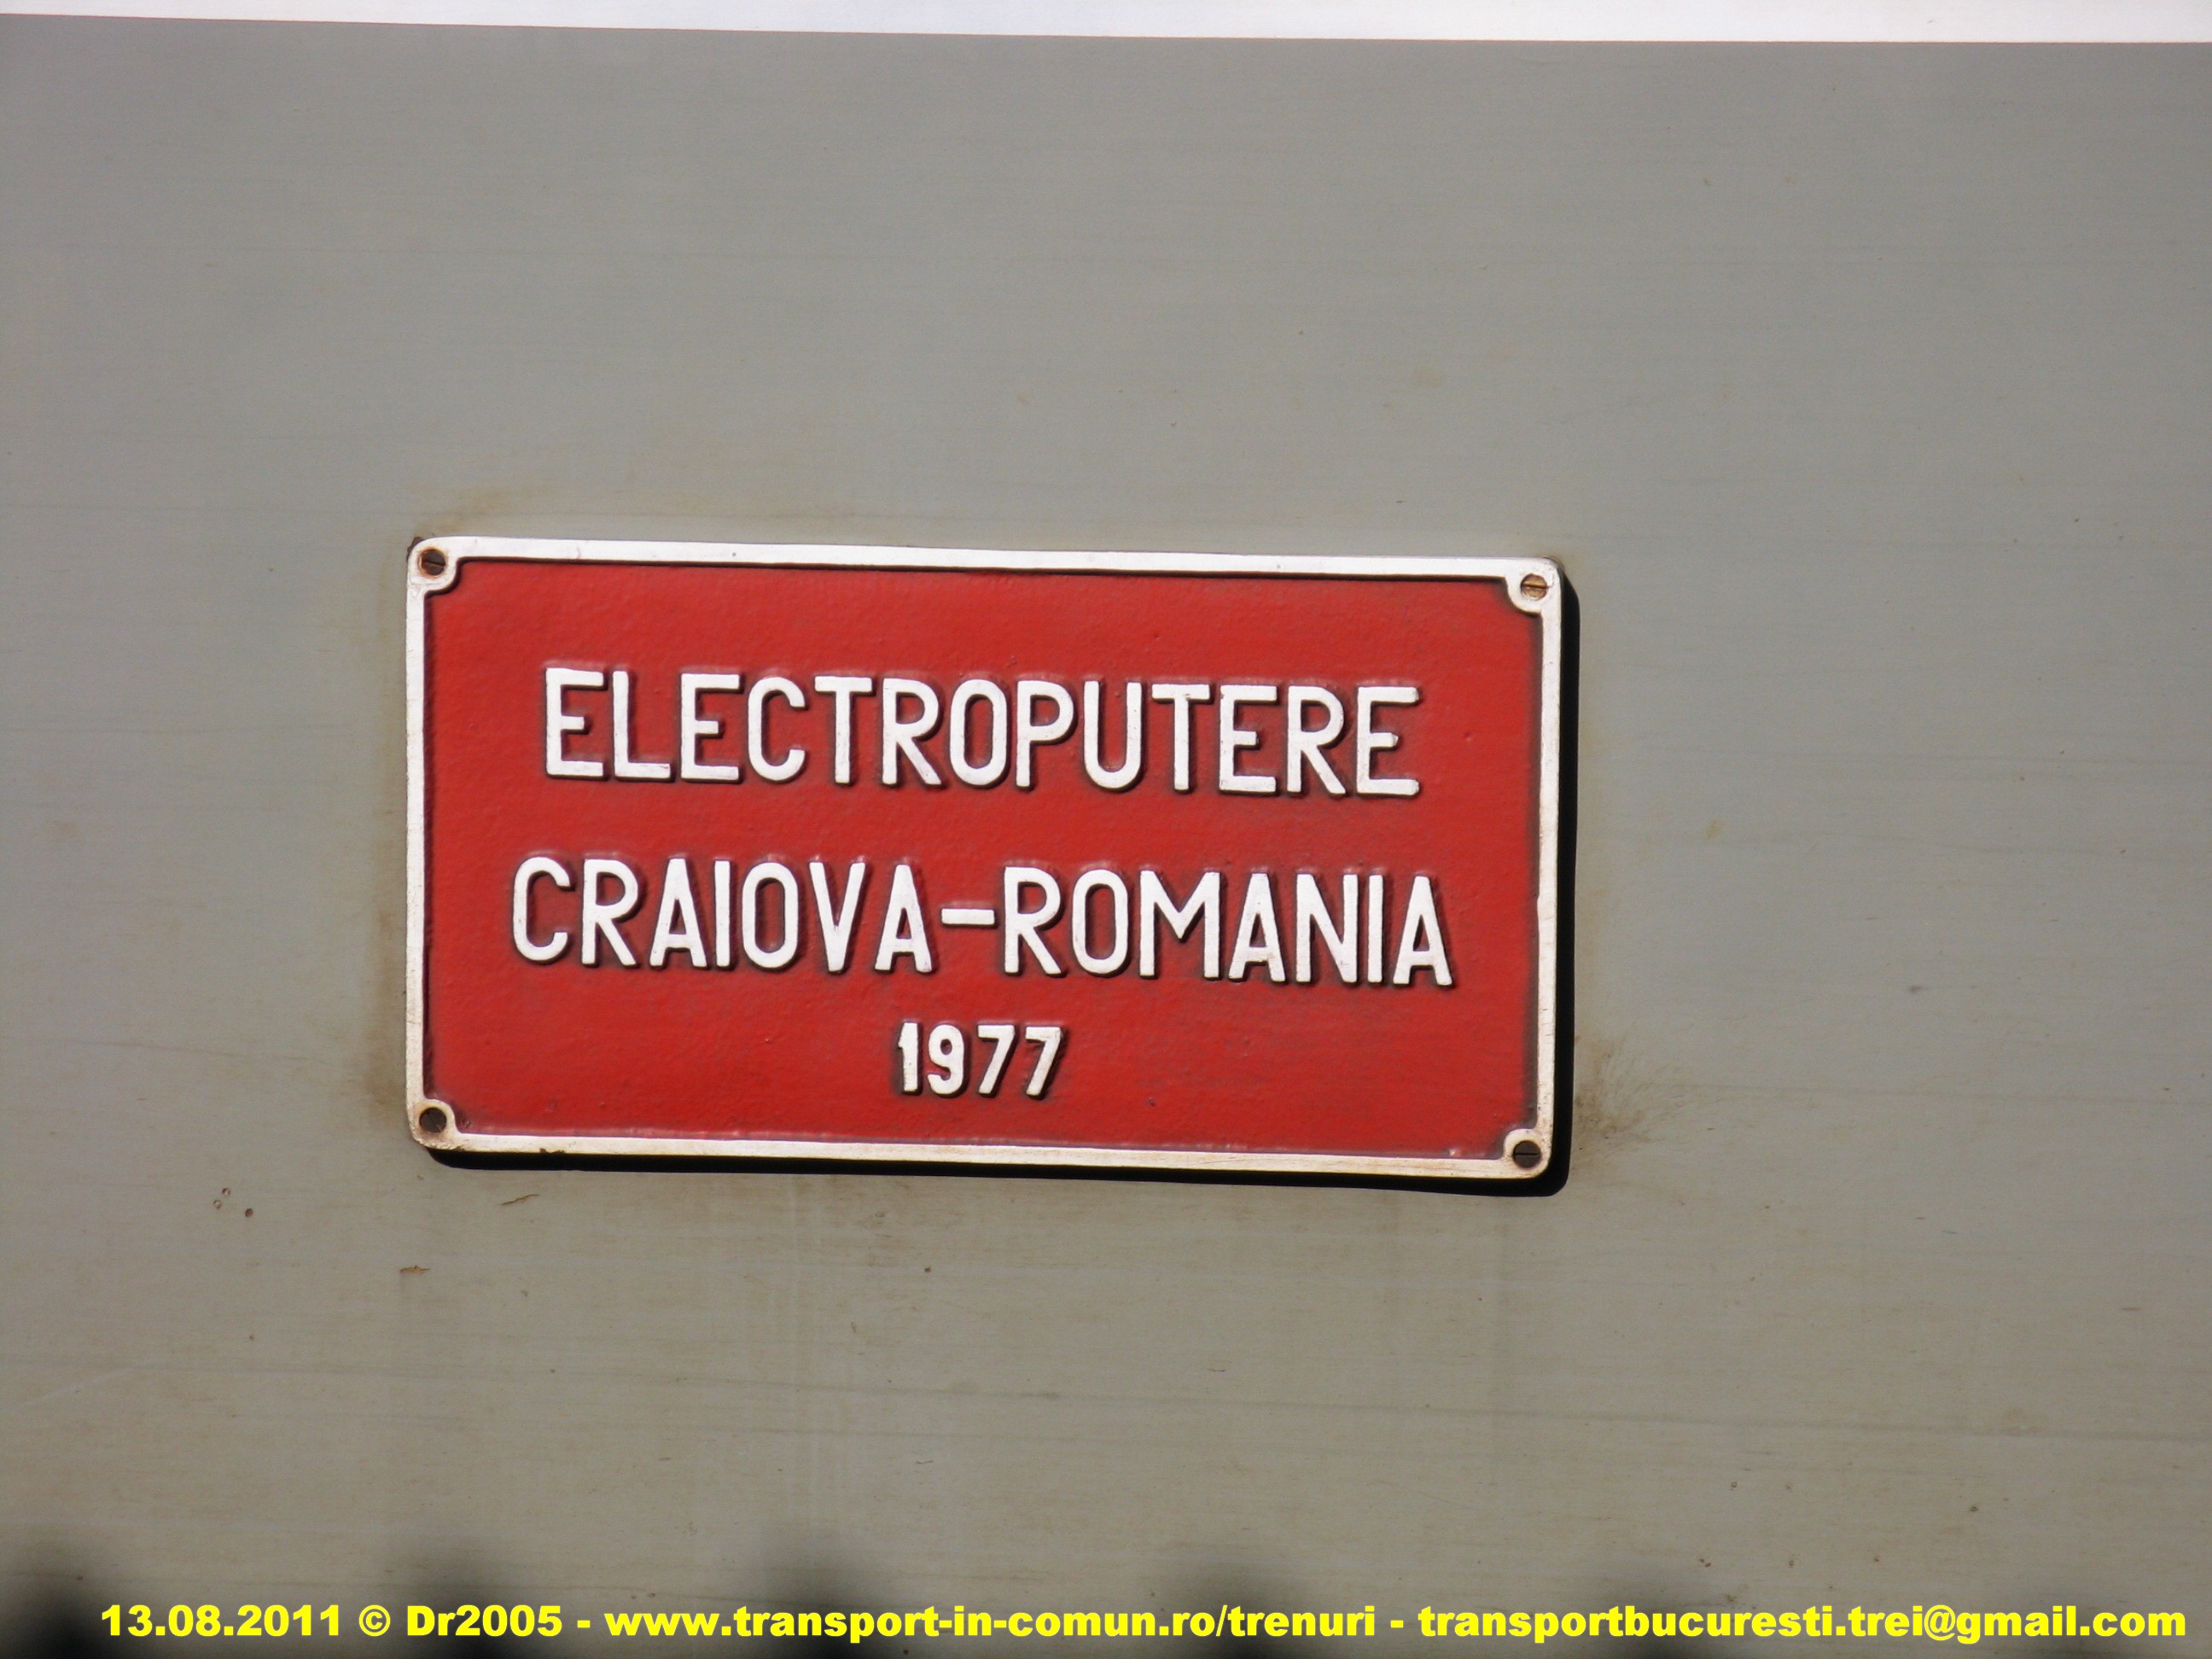 ELECTROPUTERE
CRAIOVA-ROMANIA
1977
13.08.2011 © Dr2005 - www.transport-in-comun.ro/trenuri - transportbucuresti.trei@gmail.com